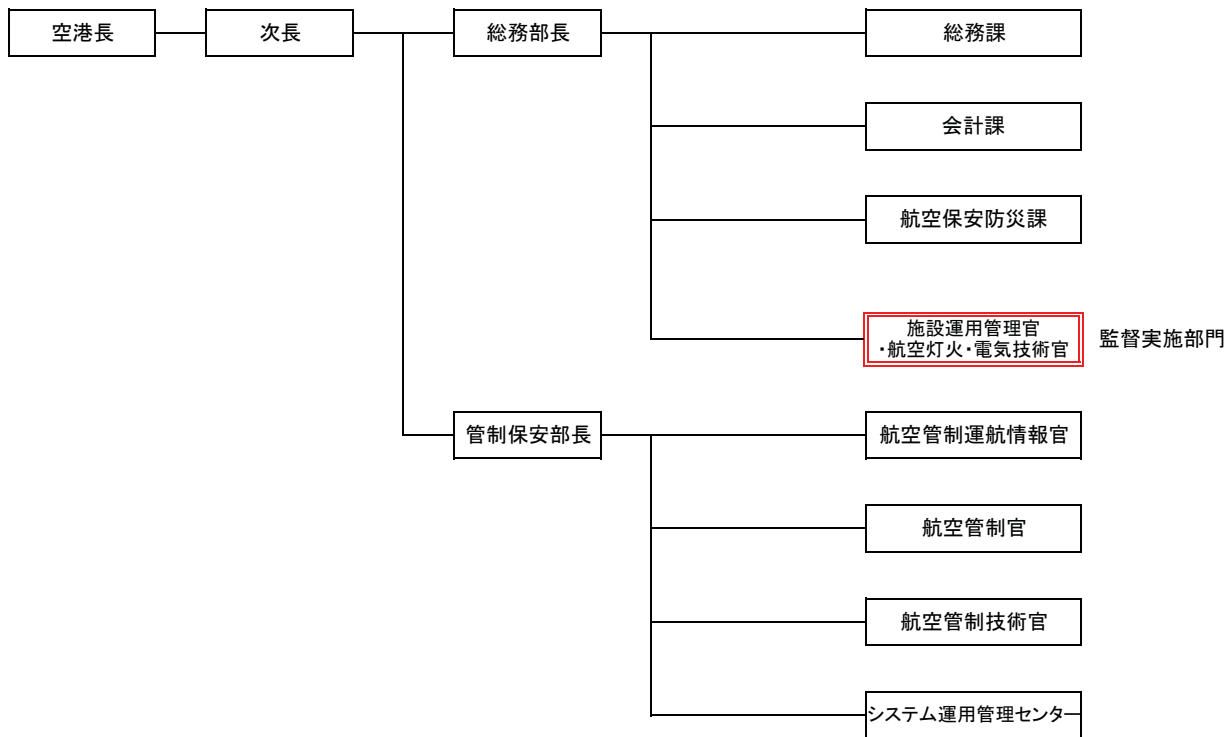 空港長
次長
総務部長
総務課
会計課
航空保安防災課
施設運用管理官
・航空灯火・電気技術官
監督実施部門
管制保安部長
航空管制運航情報官
航空管制官
航空管制技術官
システム運用管理センター